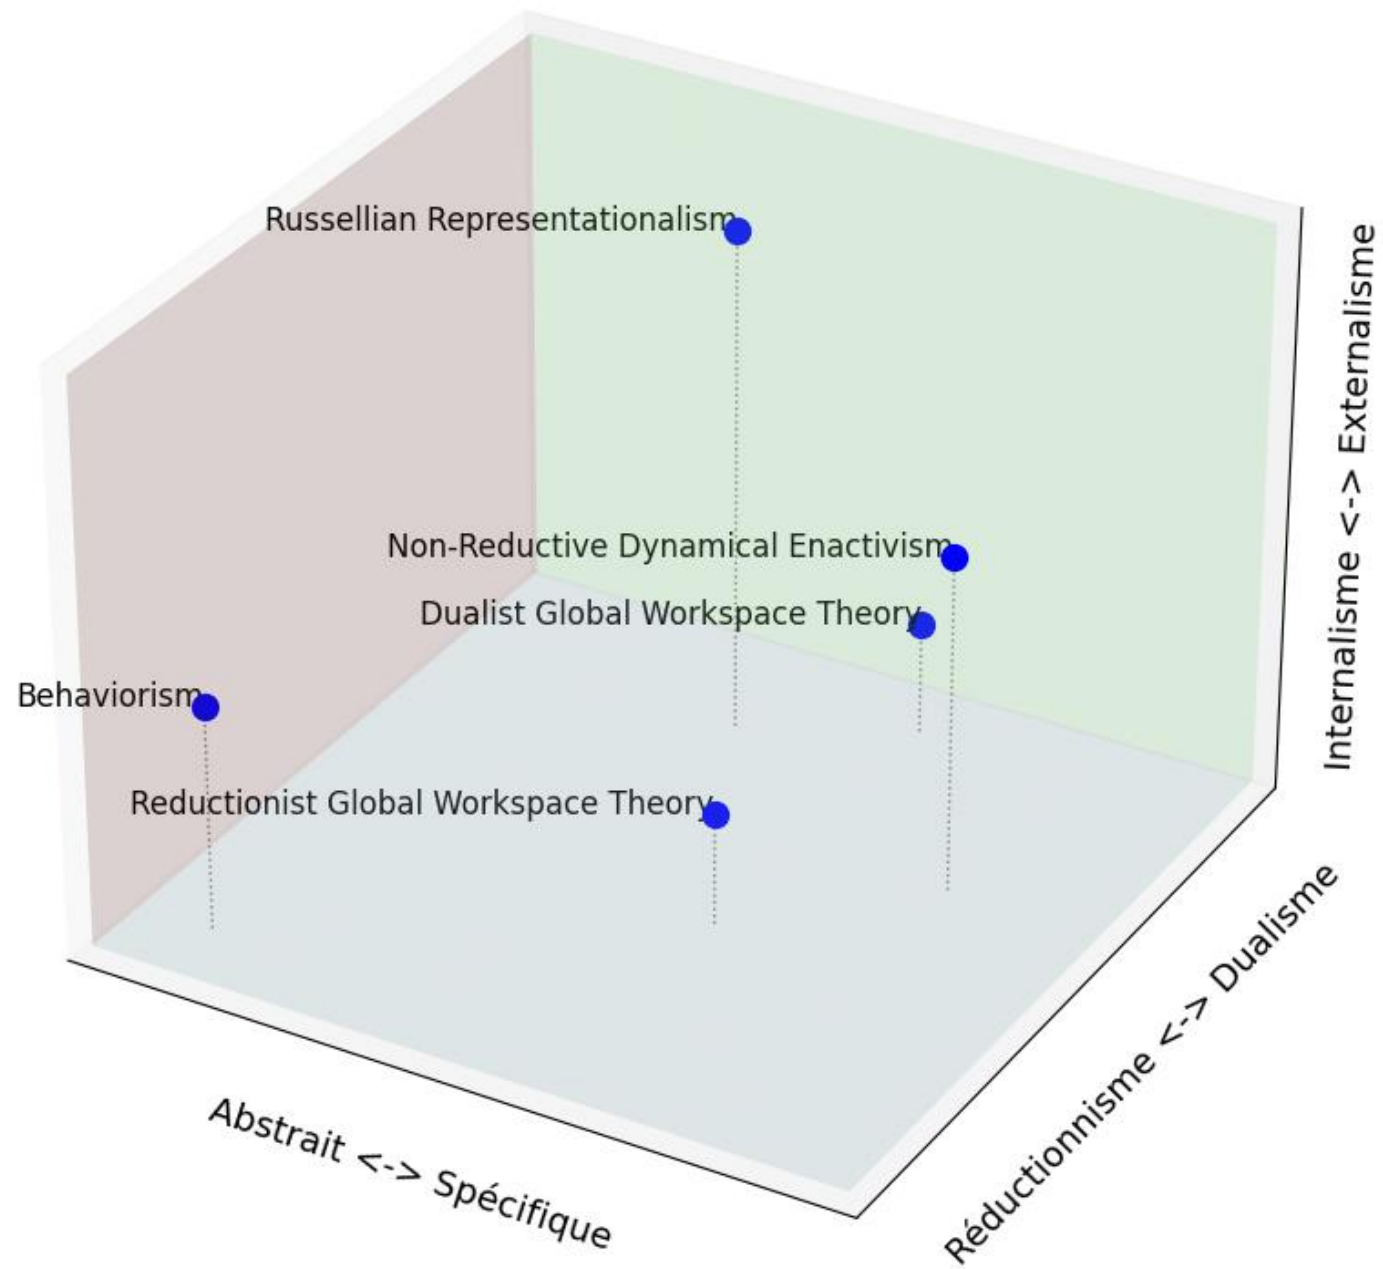 Russellian Representationalism
Non-Reductive Dynamical Enactivism
Dualist Global Workspace Theory
Behaviorism
Reductionist Global Workspace Theory
Internalisme <-> Externalisme
Réductionnisme <-> Dualisme
Abstrait <-> Spécifique